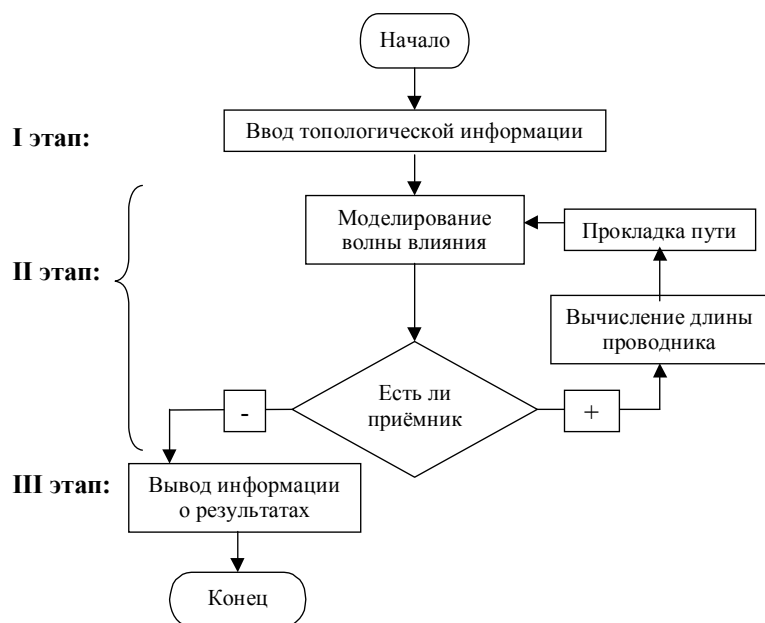 Начало
I этап:
Ввод топологической информации
Моделирование
волны влияния
Прокладка пути
II этап:
Вычисление длины
проводника
Есть ли
приёмник
-
+
III этап:
Вывод информации
о результатах
Конец